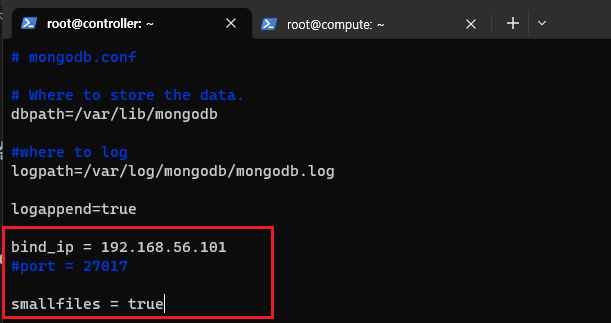 root@controller: ~
root@compute: ~
# mongodb.conf
# Where to store the data.
dbpath=/var/lib/mongodb
#where to log
logpath=/var/log/mongodb/mongodb.log
logappend=true
bind_ip = 192.168.56.101
#port = 27017
smallfiles = true